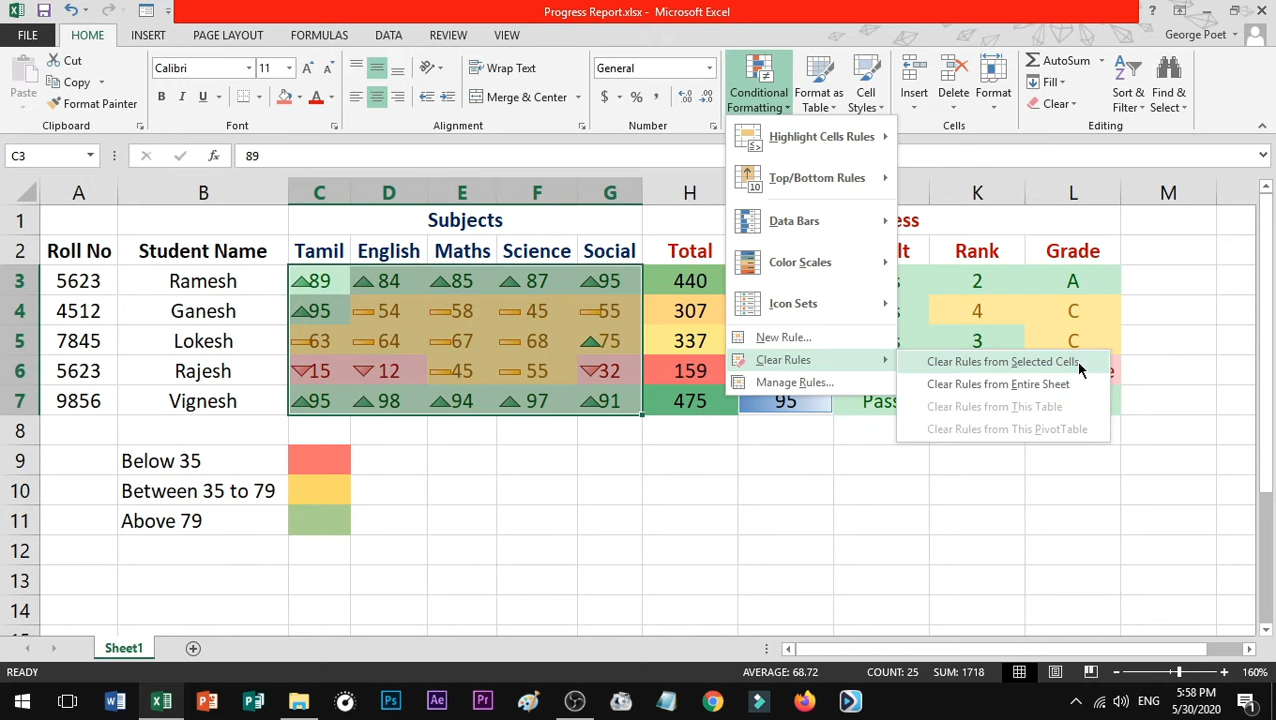 Progress Report.xlsx - Microsoft Excel
FILE HOME INSERT PAGE LAYOUT FORMULAS DATA REVIEW VIEW George Poet
Cut
Copy
Format Painter
Paste
Clipboard
Calibri 11
B I U
Font
Wrap Text
Merge & Center
Alignment
General
$ % ,
Number
Conditional Formatting
Format as Table
Cell Styles
Insert Delete Format
Cells
AutoSum
Fill
Clear
Sort & Filter
Find & Select
Editing
C3 fx 89
Highlight Cells Rules
Top/Bottom Rules
Data Bars
Color Scales
Icon Sets
New Rule...
Clear Rules
Manage Rules...
Clear Rules from Selected Cells
Clear Rules from Entire Sheet
Clear Rules from This Table
Clear Rules from This PivotTable
A B C D E F G H K L M
1 Subjects ess
2 Roll No Student Name Tamil English Maths Science Social Total lt Rank Grade
3 5623 Ramesh 89 84 85 87 95 440 s 2 A
4 4512 Ganesh 95 54 58 45 55 307 s 4 C
5 7845 Lokesh 63 64 67 68 75 337 s 3 C
6 5623 Rajesh 15 12 45 55 32 159 e
7 9856 Vignesh 95 98 94 97 91 475 95 Pas
8
9 Below 35
10 Between 35 to 79
11 Above 79
12
13
14
Sheet1
READY AVERAGE: 68.72 COUNT: 25 SUM: 1718 160%
ENG 5:58 PM
5/30/2020